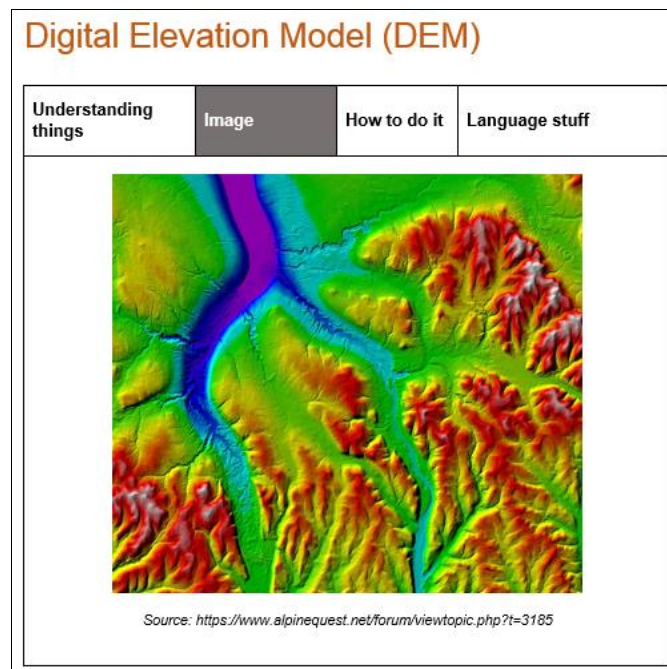 Digital Elevation Model (DEM)
Understanding
things
Image
How to do it
Language stuff
Source: https://www.alpinequest.net/forum/viewtopic.php?t=3185